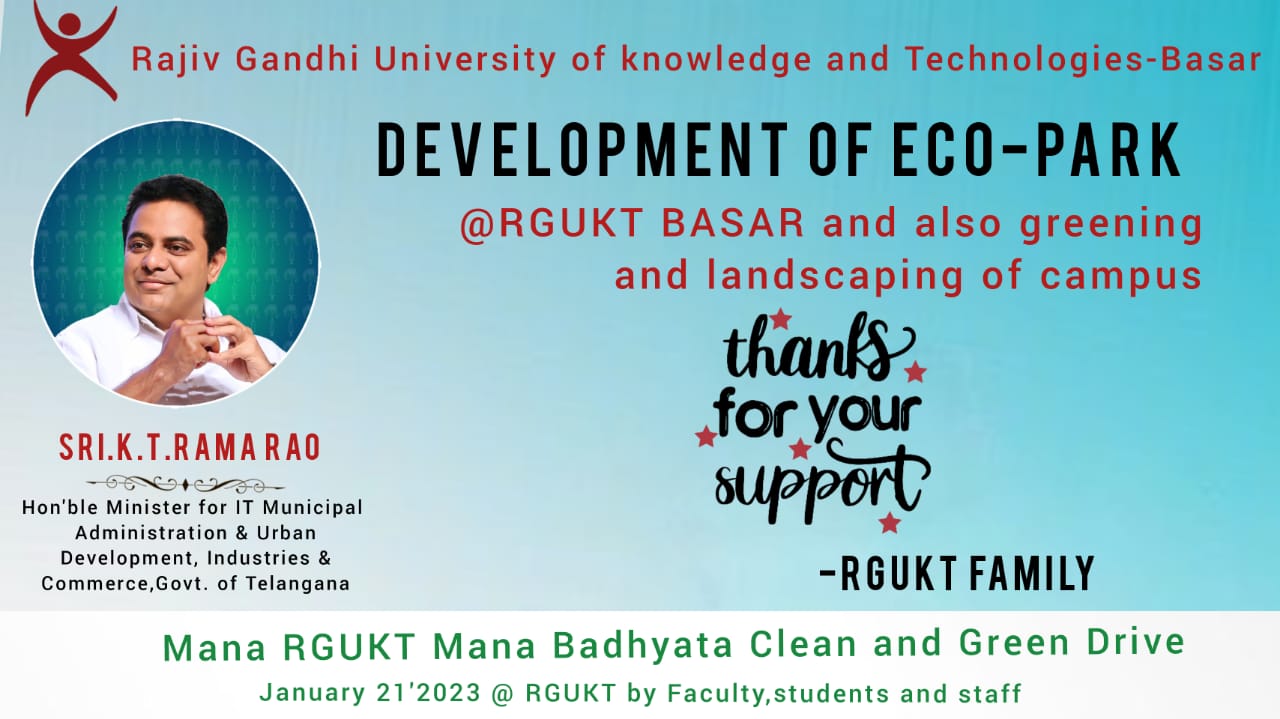 Rajiv Gandhi University of knowledge and Technologies-Basar
DEVELOPMENT OF ECO-PARK
@RGUKT BASAR and also greening
and landscaping of campus
thanks
for your
support
-RGUKT FAMILY
SRI.K.T.RAMA RAO
Hon'ble Minister for IT Municipal
Administration & Urban
Development, Industries &
Commerce,Govt. of Telangana
Mana RGUKT Mana Badhyata Clean and Green Drive
January 21'2023 @ RGUKT by Faculty,students and staff